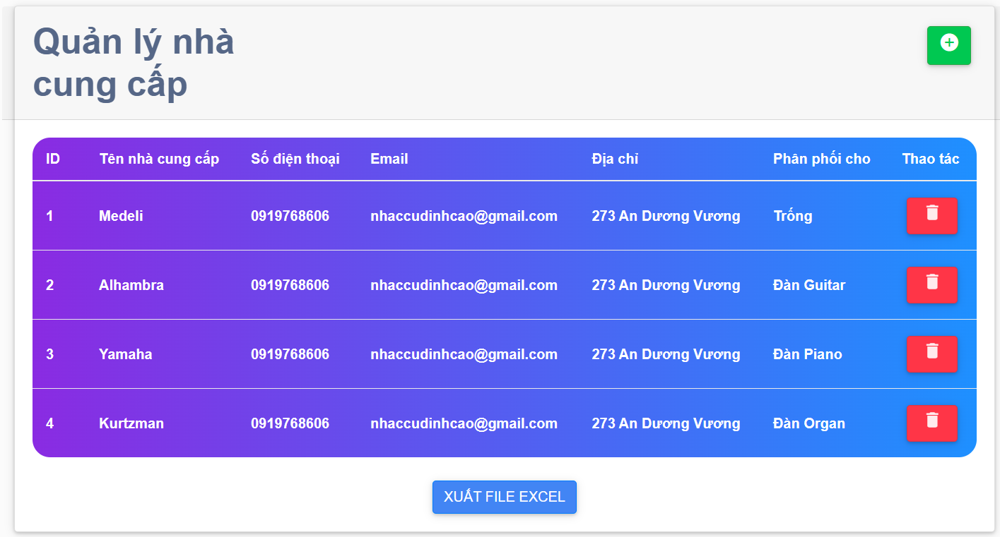 Quản lý nhà
cung cấp
ID Tên nhà cung cấp Số điện thoại Email Địa chỉ Phân phối cho Thao tác
1 Medeli 0919768606 nhaccudinhcao@gmail.com 273 An Dương Vương Trống
2 Alhambra 0919768606 nhaccudinhcao@gmail.com 273 An Dương Vương Đàn Guitar
3 Yamaha 0919768606 nhaccudinhcao@gmail.com 273 An Dương Vương Đàn Piano
4 Kurtzman 0919768606 nhaccudinhcao@gmail.com 273 An Dương Vương Đàn Organ
XUẤT FILE EXCEL